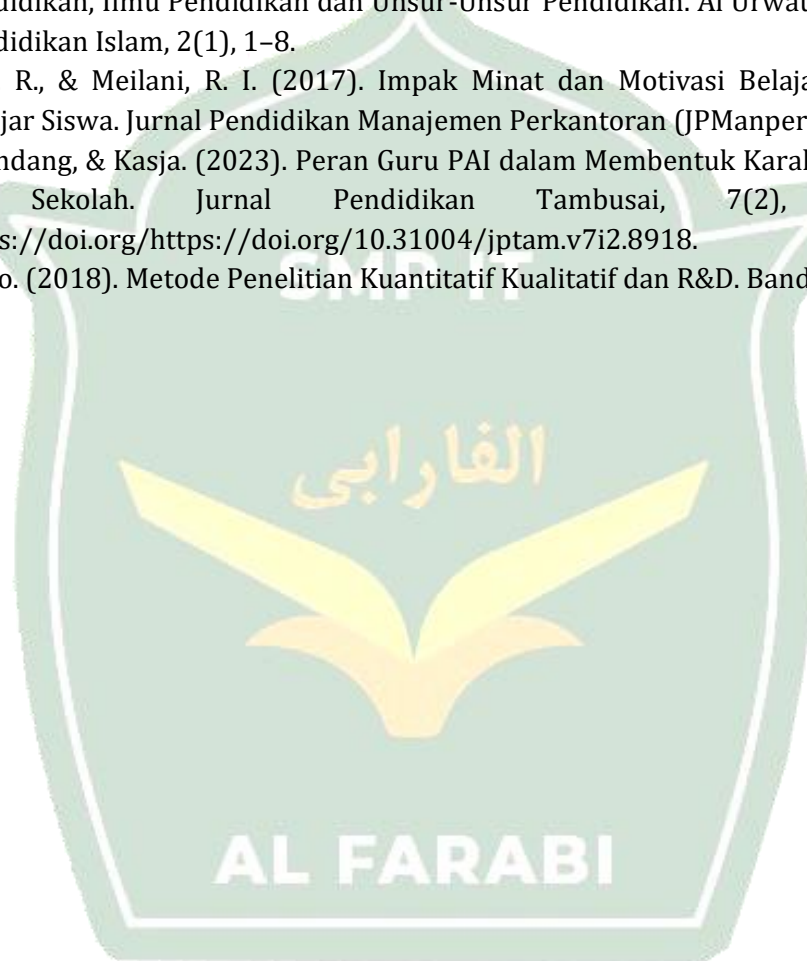 didikan, Ilmu Pendidikan dan Unsur-Unsur Pendidikan. Al Urwat
didikan Islam, 2(1), 1–8.
R., & Meilani, R. I. (2017). Impak Minat dan Motivasi Belaja
jar Siswa. Jurnal Pendidikan Manajemen Perkantoran (JPManper
ndang, & Kasja. (2023). Peran Guru PAI dalam Membentuk Karak
Sekolah. Jurnal Pendidikan Tambusai, 7(2),
s://doi.org/https://doi.org/10.31004/jptam.v7i2.8918.
o. (2018). Metode Penelitian Kuantitatif Kualitatif dan R&D. Band
SMP IT
الفارابى
AL FARABI